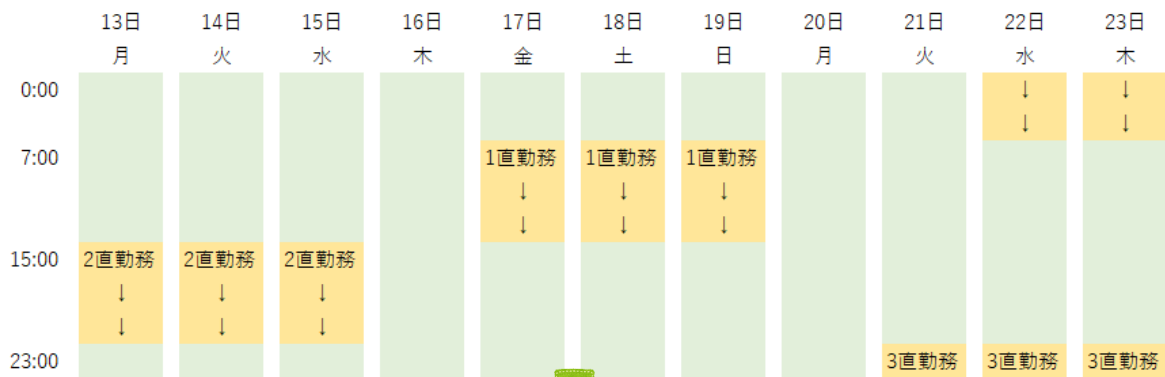 13日 14日 15日 16日 17日 18日 19日 20日 21日 22日 23日
月 火 水 木 金 土 日 月 火 水 木
0:00 ↓ ↓
↓ ↓
7:00 1直勤務 1直勤務 1直勤務
↓ ↓ ↓
↓ ↓ ↓
15:00 2直勤務 2直勤務 2直勤務
↓ ↓ ↓
↓ ↓ ↓
23:00 3直勤務 3直勤務 3直勤務